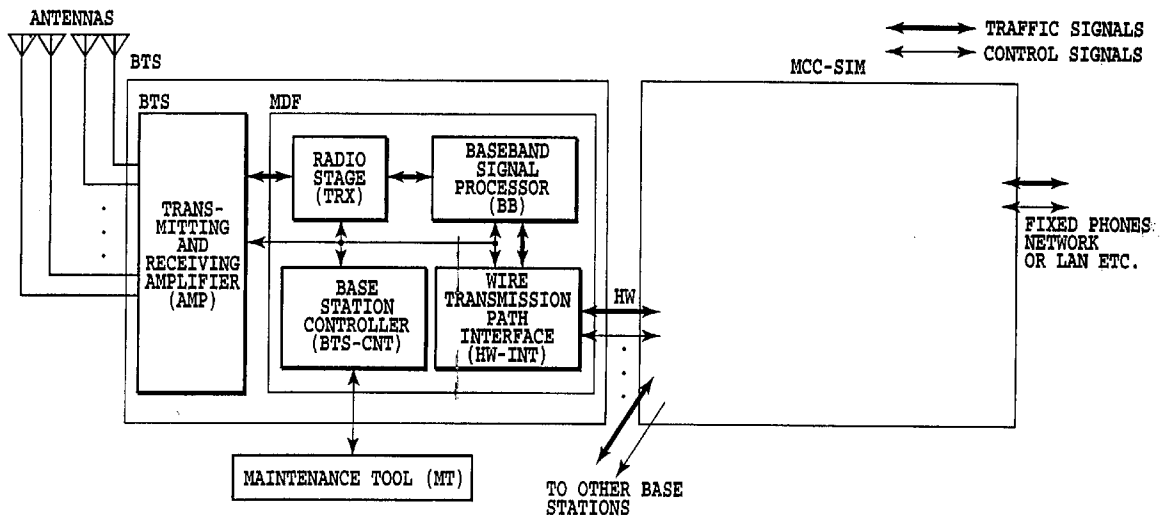 ANTENNAS
TRAFFIC SIGNALS
CONTROL SIGNALS
BTS
MCC-SIM
BTS
MDF
RADIO
STAGE
(TRX)
BASEBAND
SIGNAL
PROCESSOR
(BB)
TRANS-
MITTING
AND
RECEIVING
AMPLIFIER
(AMP)
FIXED PHONES
NETWORK
OR LAN ETC.
BASE
STATION
CONTROLLER
(BTS-CNT)
WIRE
TRANSMISSION
PATH
INTERFACE
(HW-INT)
HW
MAINTENANCE TOOL (MT)
TO OTHER BASE
STATIONS